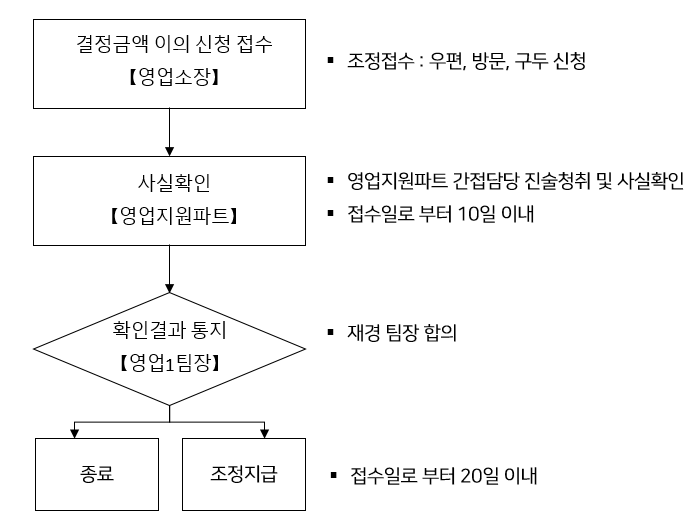 결정금액 이의 신청 접수
【영업소장】
▪ 조정접수 : 우편, 방문, 구두 신청
사실확인
【영업지원파트】
▪ 영업지원파트 간접담당 진술청취 및 사실확인
▪ 접수일로 부터 10일 이내
확인결과 통지
【영업1팀장】
▪ 재경 팀장 합의
종료
조정지급
▪ 접수일로 부터 20일 이내